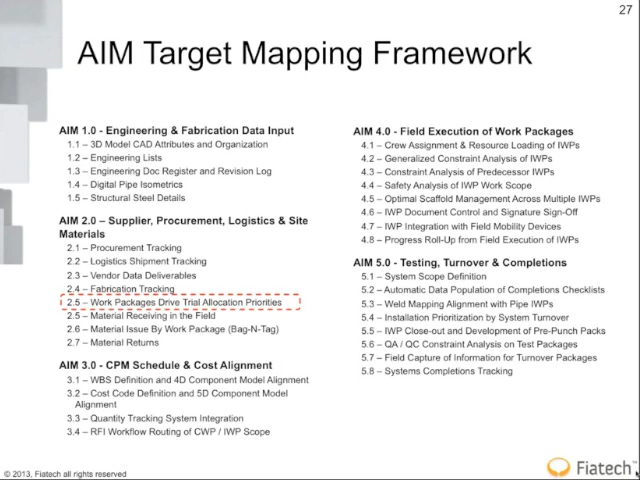 27
AIM Target Mapping Framework
AIM 1.0 - Engineering & Fabrication Data Input
1.1 – 3D Model CAD Attributes and Organization
1.2 – Engineering Lists
1.3 – Engineering Doc Register and Revision Log
1.4 – Digital Pipe Isometrics
1.5 – Structural Steel Details
AIM 2.0 – Supplier, Procurement, Logistics & Site
Materials
2.1 – Procurement Tracking
2.2 – Logistics Shipment Tracking
2.3 – Vendor Data Deliverables
2.4 – Fabrication Tracking
2.5 – Work Packages Drive Trial Allocation Priorities
2.5 – Material Receiving in the Field
2.6 – Material Issue By Work Package (Bag-N-Tag)
2.7 – Material Returns
AIM 3.0 - CPM Schedule & Cost Alignment
3.1 – WBS Definition and 4D Component Model Alignment
3.2 – Cost Code Definition and 5D Component Model
Alignment
3.3 – Quantity Tracking System Integration
3.4 – RFI Workflow Routing of CWP / IWP Scope
AIM 4.0 - Field Execution of Work Packages
4.1 – Crew Assignment & Resource Loading of IWPs
4.2 – Generalized Constraint Analysis of IWPs
4.3 – Constraint Analysis of Predecessor IWPs
4.4 – Safety Analysis of IWP Work Scope
4.5 – Optimal Scaffold Management Across Multiple IWPs
4.6 – IWP Document Control and Signature Sign-Off
4.7 – IWP Integration with Field Mobility Devices
4.8 – Progress Roll-Up from Field Execution of IWPs
AIM 5.0 - Testing, Turnover & Completions
5.1 – System Scope Definition
5.2 – Automatic Data Population of Completions Checklists
5.3 – Weld Mapping Alignment with Pipe IWPs
5.4 – Installation Prioritization by System Turnover
5.5 – IWP Close-out and Development of Pre-Punch Packs
5.6 – QA / QC Constraint Analysis on Test Packages
5.7 – Field Capture of Information for Turnover Packages
5.8 – Systems Completions Tracking
© 2013, Fiatech all rights reserved
Fiatech™